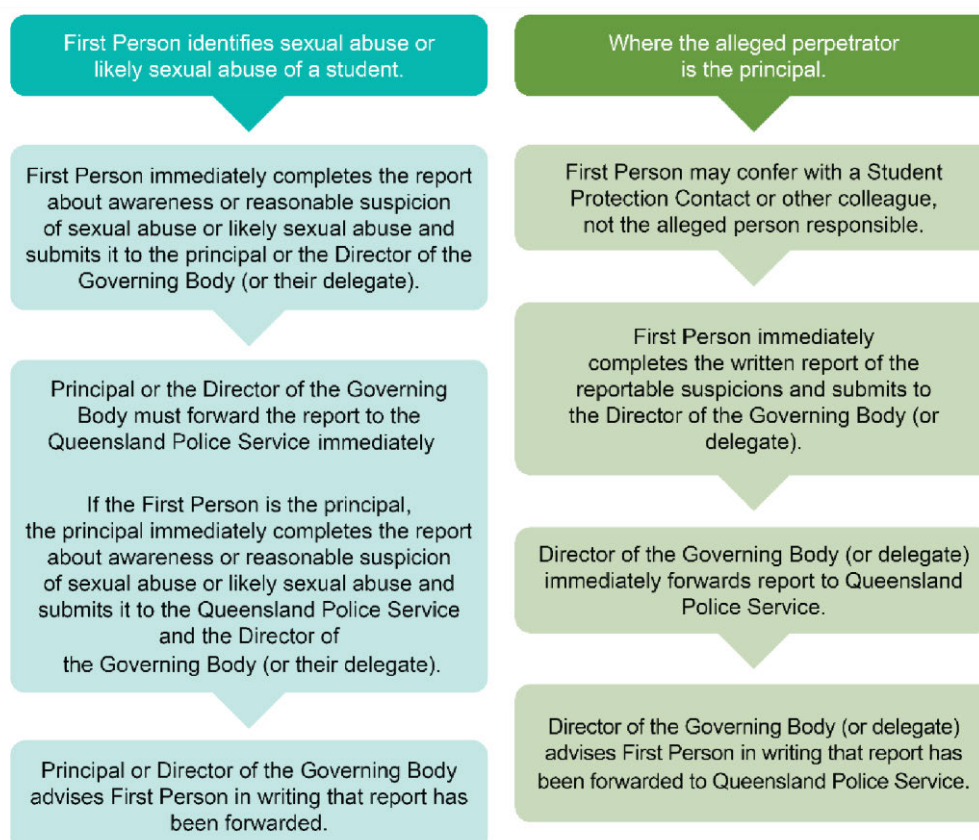 First Person identifies sexual abuse or
likely sexual abuse of a student.
First Person immediately completes the report
about awareness or reasonable suspicion
of sexual abuse or likely sexual abuse and
submits it to the principal or the Director of the
Governing Body (or their delegate).
Principal or the Director of the Governing
Body must forward the report to the
Queensland Police Service immediately
If the First Person is the principal,
the principal immediately completes the report
about awareness or reasonable suspicion
of sexual abuse or likely sexual abuse and
submits it to the Queensland Police Service
and the Director of
the Governing Body (or their delegate).
Principal or Director of the Governing Body
advises First Person in writing that report has
been forwarded.
Where the alleged perpetrator
is the principal.
First Person may confer with a Student
Protection Contact or other colleague,
not the alleged person responsible.
First Person immediately
completes the written report of the
reportable suspicions and submits to
the Director of the Governing Body (or
delegate).
Director of the Governing Body (or delegate)
immediately forwards report to Queensland
Police Service.
Director of the Governing Body (or delegate)
advises First Person in writing that report has
been forwarded to Queensland Police Service.